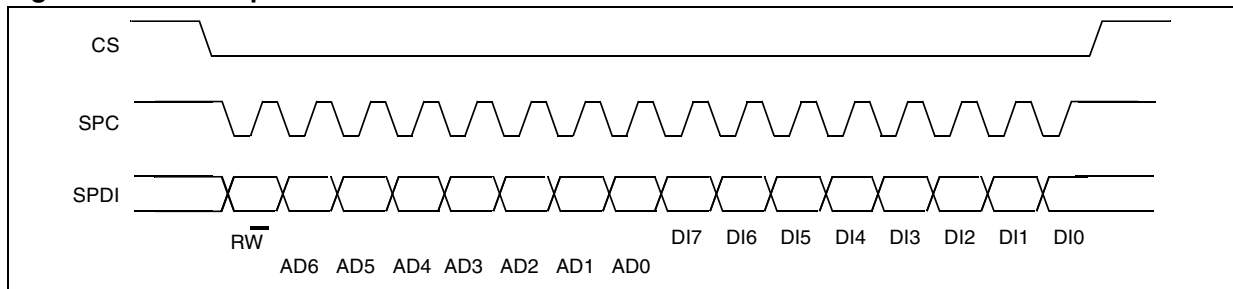 CS
SPC
SPDI
RW DI7 DI6 DI5 DI4 DI3 DI2 DI1 DI0
AD6 AD5 AD4 AD3 AD2 AD1 AD0